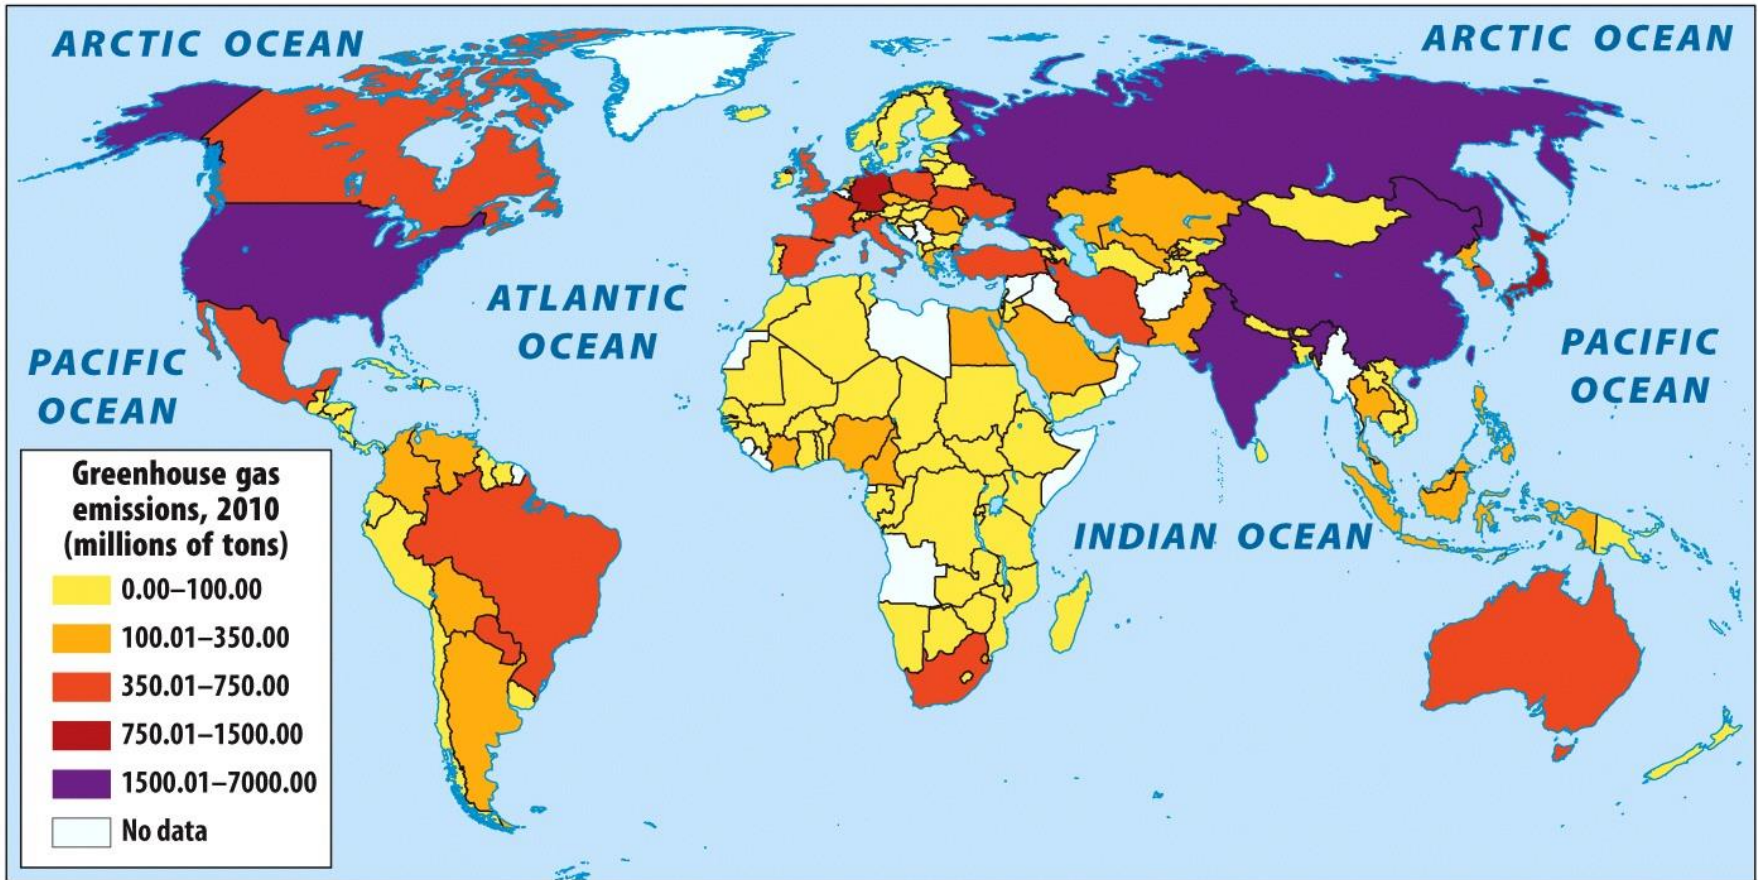 ARCTIC OCEAN
ARCTIC OCEAN
ATLANTIC
OCEAN
PACIFIC
OCEAN
PACIFIC
OCEAN
INDIAN OCEAN
Greenhouse gas
emissions, 2010
(millions of tons)
0.00–100.00
100.01–350.00
350.01–750.00
750.01–1500.00
1500.01–7000.00
No data